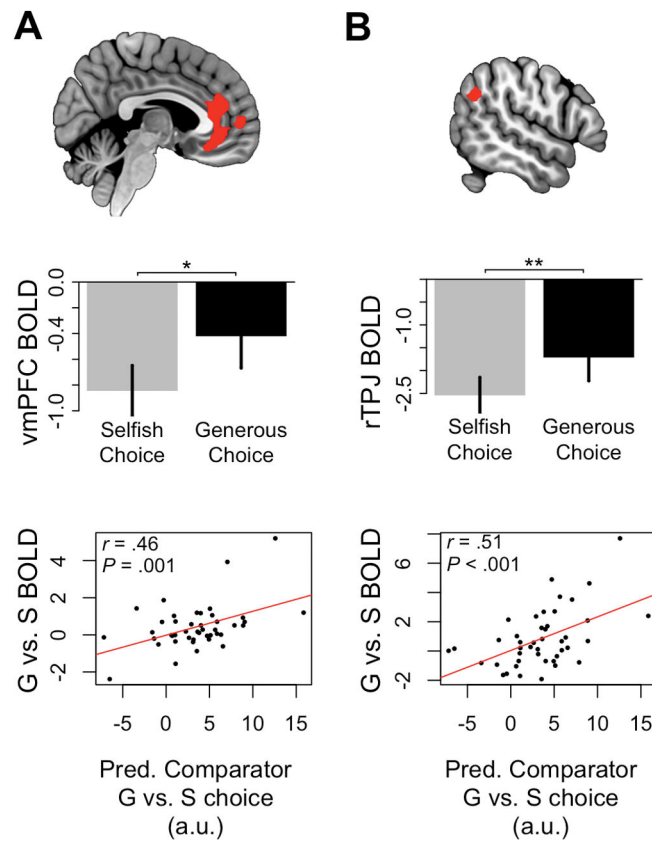 A
B
*
**
vmPFC BOLD
0.0
-0.4
-1.0
Selfish
Choice
Generous
Choice
rTPJ BOLD
-1.0
-2.5
Selfish
Choice
Generous
Choice
G vs. S BOLD
4
2
0
-2
r = .46
P = .001
-5 0 5 10 15
Pred. Comparator
G vs. S choice
(a.u.)
G vs. S BOLD
6
2
-2
r = .51
P < .001
-5 0 5 10 15
Pred. Comparator
G vs. S choice
(a.u.)